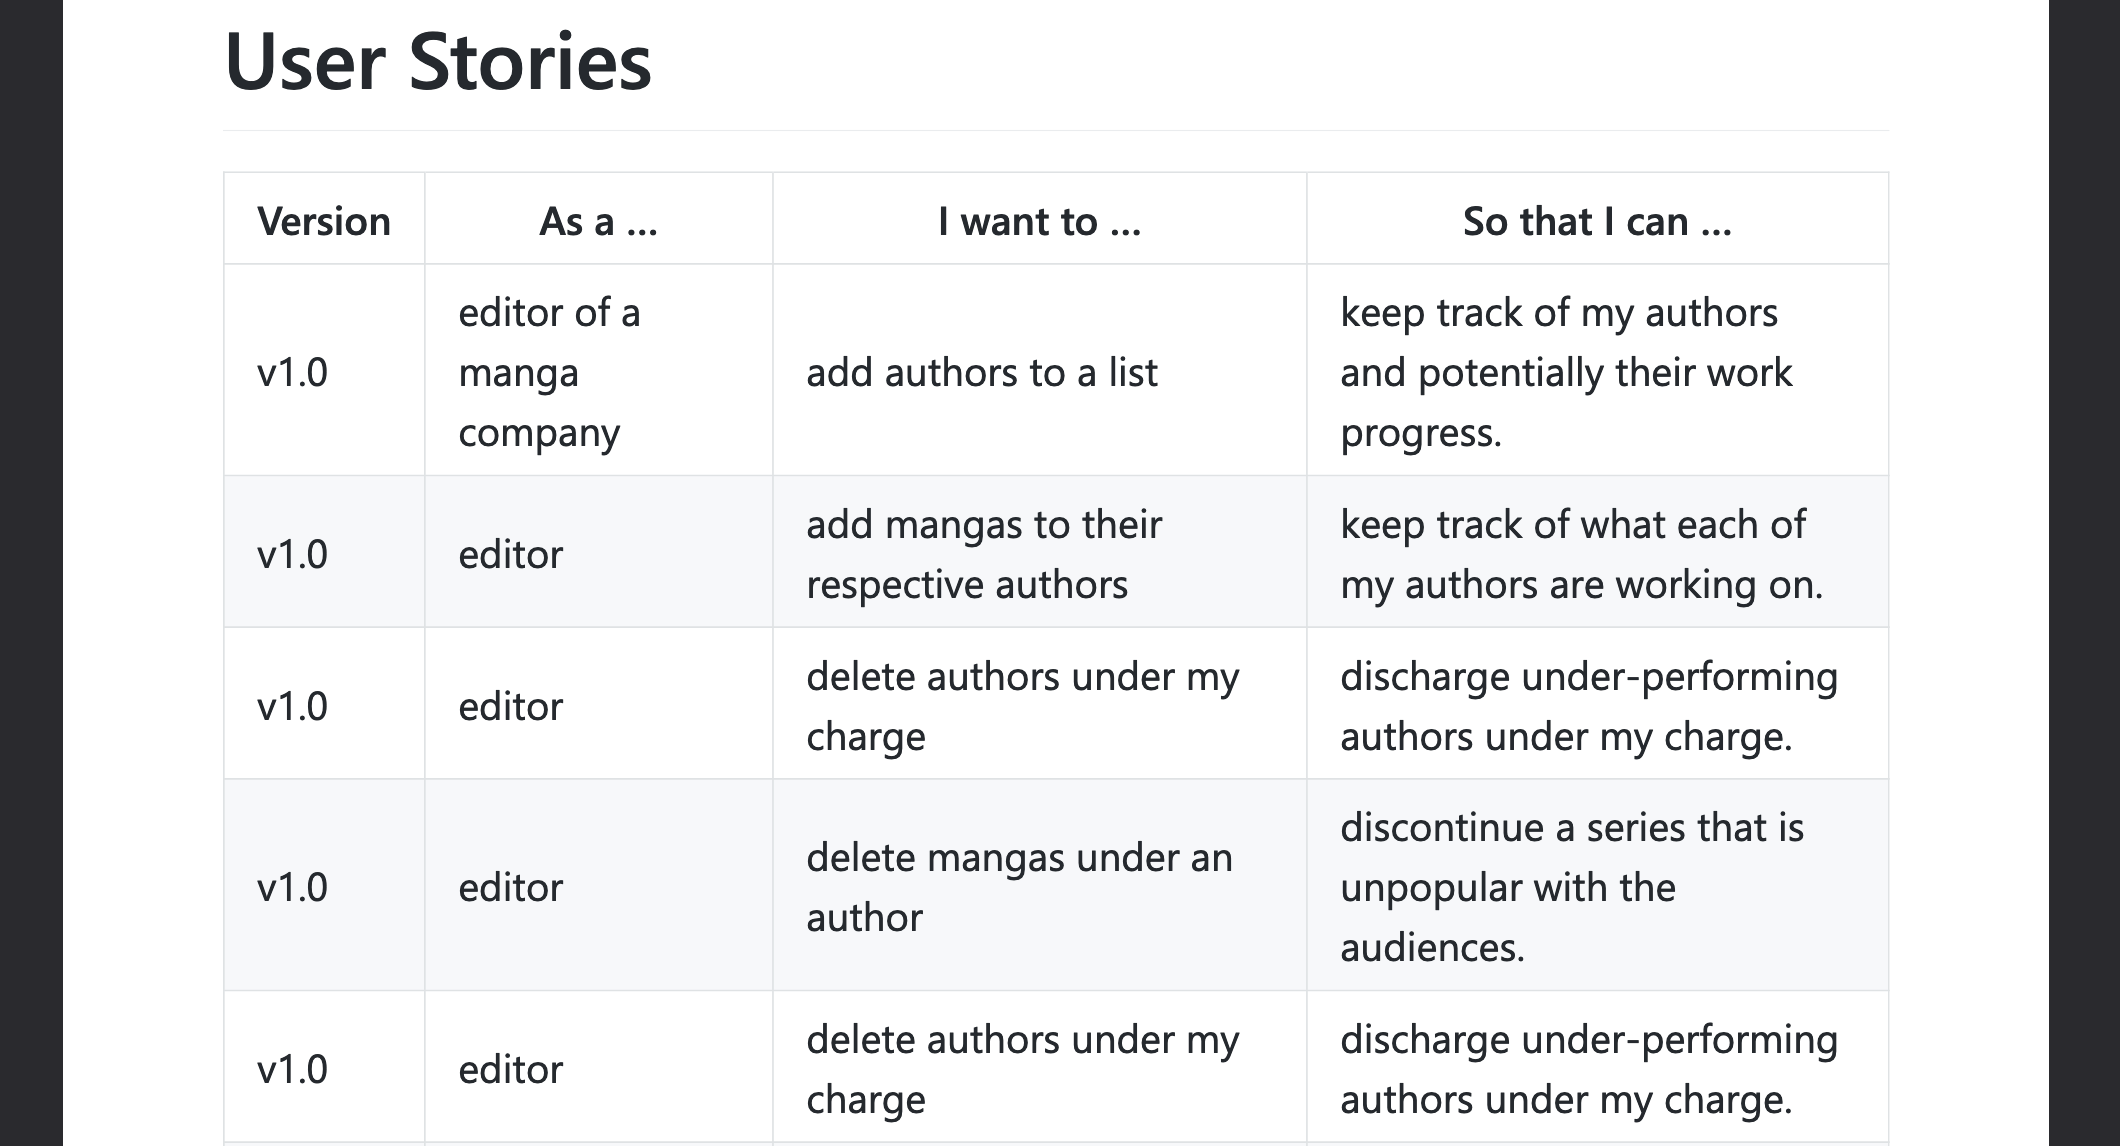 User Stories
Version As a ... I want to ... So that I can ...
v1.0
editor of a
manga
company
add authors to a list
keep track of my authors
and potentially their work
progress.
v1.0
editor
add mangas to their
respective authors
keep track of what each of
my authors are working on.
v1.0
editor
delete authors under my
charge
discharge under-performing
authors under my charge.
v1.0
editor
delete mangas under an
author
discontinue a series that is
unpopular with the
audiences.
v1.0
editor
delete authors under my
charge
discharge under-performing
authors under my charge.